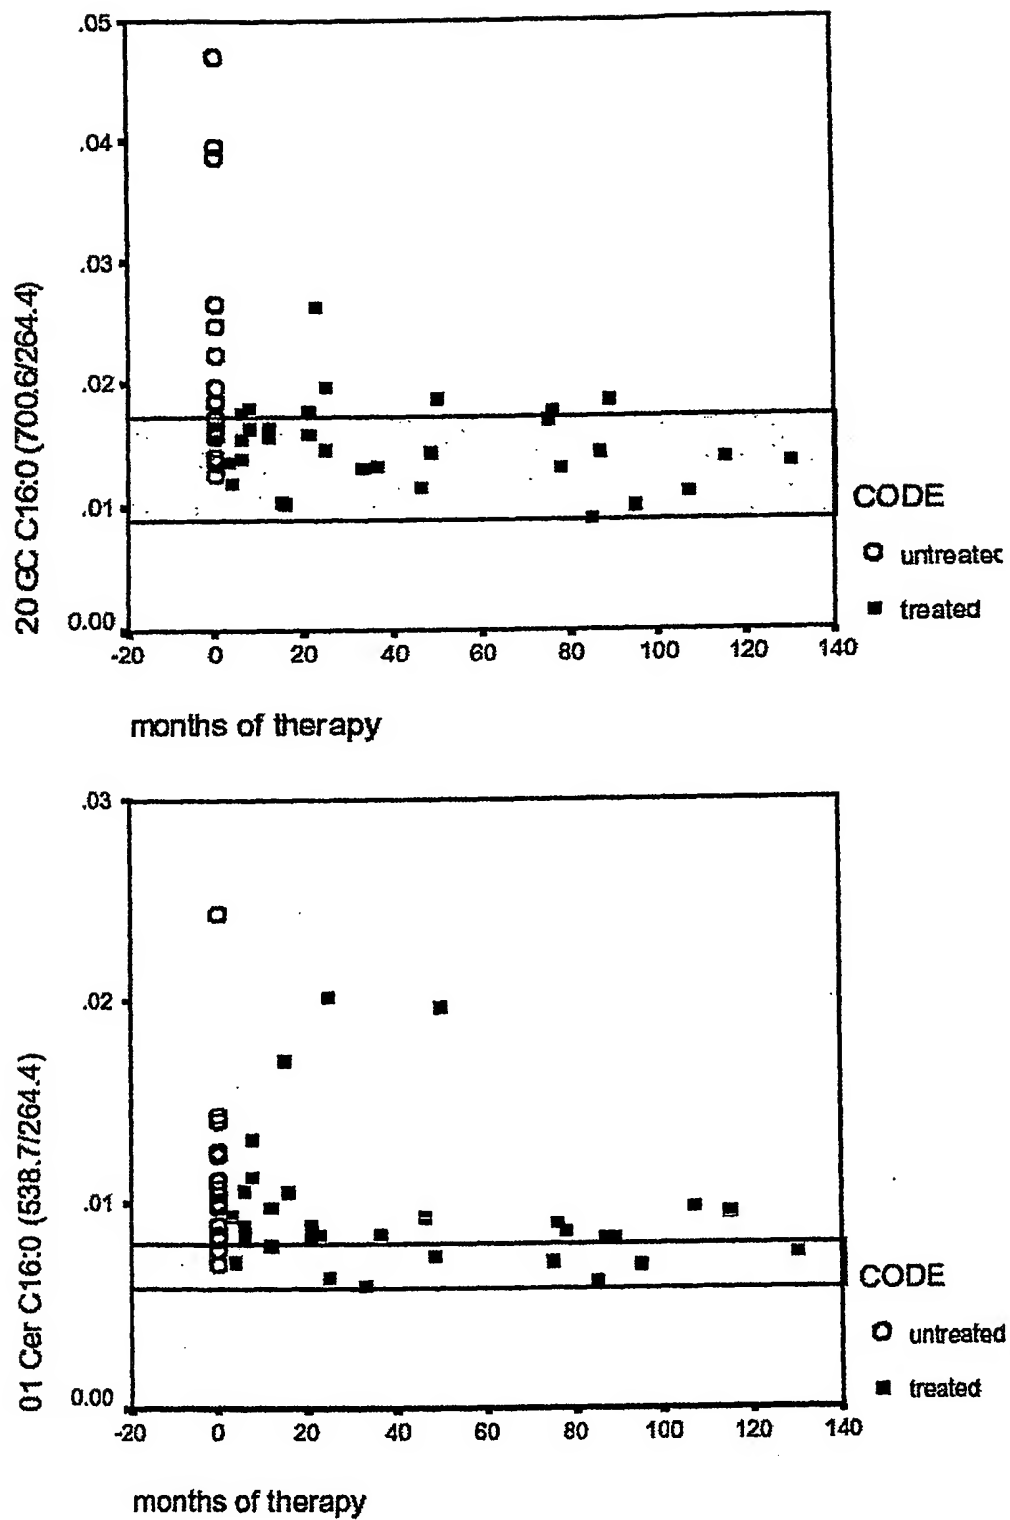 .05
.04
.03
.02
.01
0.00
20 GC C16:0 (700.6/264.4)
-20 0 20 40 60 80 100 120 140
months of therapy
CODE
untreatec
treated
.03
.02
.01
0.00
01 Cer C16:0 (538.7/264.4)
-20 0 20 40 60 80 100 120 140
months of therapy
CODE
untreated
treated